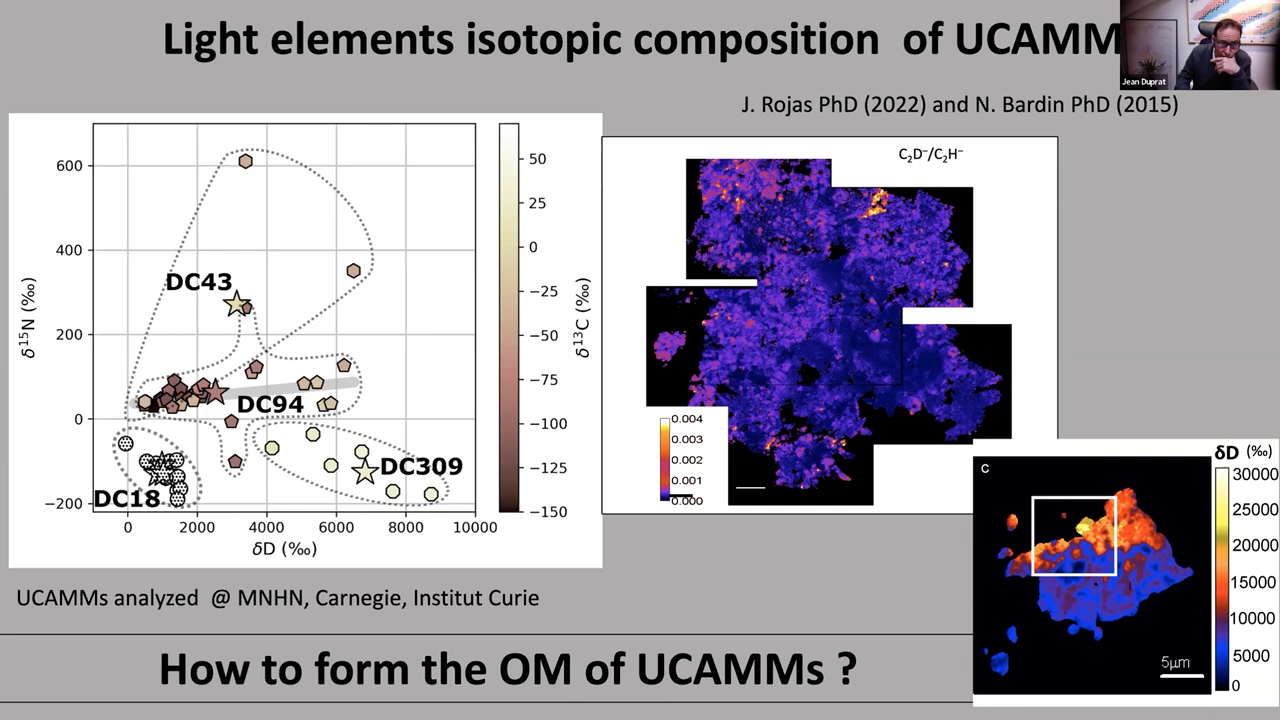 Light elements isotopic composition of UCAMM
Jean Duprat
J. Rojas PhD (2022) and N. Bardin PhD (2015)
600
400
200
0
−200
δ¹⁵N (‰)
DC43
DC94
DC309
DC18
0
2000
4000
6000
8000
10000
δD (‰)
50
25
0
−25
−50
−75
−100
−125
−150
δ¹³C (‰)
C₂D⁻/C₂H⁻
0.004
0.003
0.002
0.001
0.000
C
δD (‰)
30000
25000
20000
15000
10000
5000
0
5µm
UCAMMs analyzed @ MNHN, Carnegie, Institut Curie
How to form the OM of UCAMMs ?